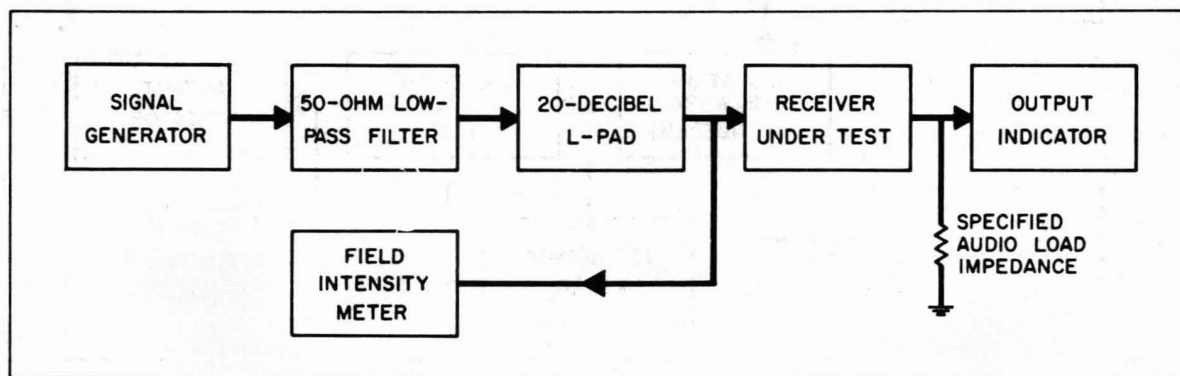 SIGNAL
GENERATOR
50-OHM LOW-
PASS FILTER
20-DECIBEL
L-PAD
RECEIVER
UNDER TEST
OUTPUT
INDICATOR
FIELD
INTENSITY
METER
SPECIFIED
AUDIO LOAD
IMPEDANCE